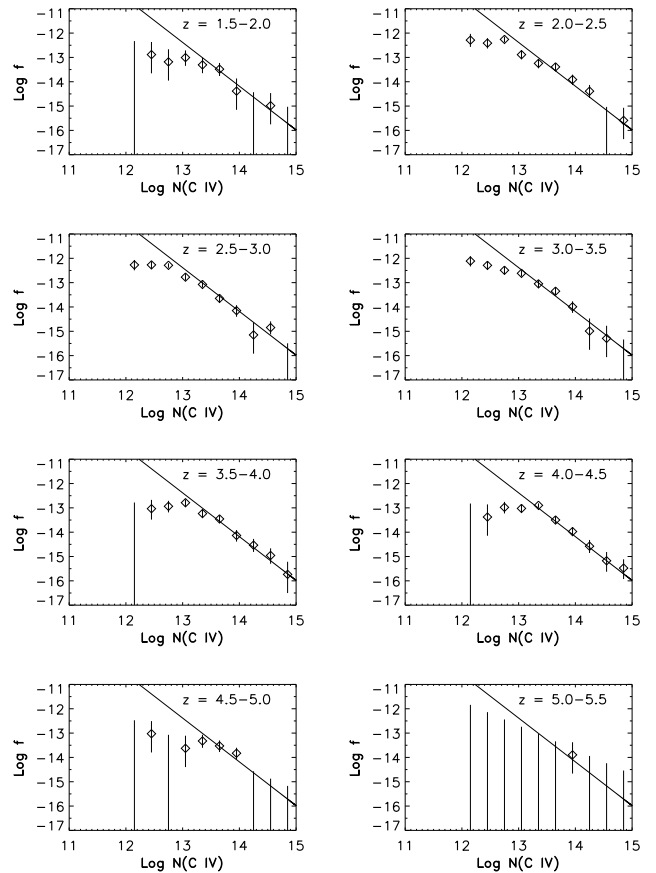 z = 1.5−2.0
−11
−12
−13
−14
−15
−16
−17
Log f
11 12 13 14 15
Log N(C IV)
z = 2.0−2.5
−11
−12
−13
−14
−15
−16
−17
Log f
11 12 13 14 15
Log N(C IV)
z = 2.5−3.0
−11
−12
−13
−14
−15
−16
−17
Log f
11 12 13 14 15
Log N(C IV)
z = 3.0−3.5
−11
−12
−13
−14
−15
−16
−17
Log f
11 12 13 14 15
Log N(C IV)
z = 3.5−4.0
−11
−12
−13
−14
−15
−16
−17
Log f
11 12 13 14 15
Log N(C IV)
z = 4.0−4.5
−11
−12
−13
−14
−15
−16
−17
Log f
11 12 13 14 15
Log N(C IV)
z = 4.5−5.0
−11
−12
−13
−14
−15
−16
−17
Log f
11 12 13 14 15
Log N(C IV)
z = 5.0−5.5
−11
−12
−13
−14
−15
−16
−17
Log f
11 12 13 14 15
Log N(C IV)